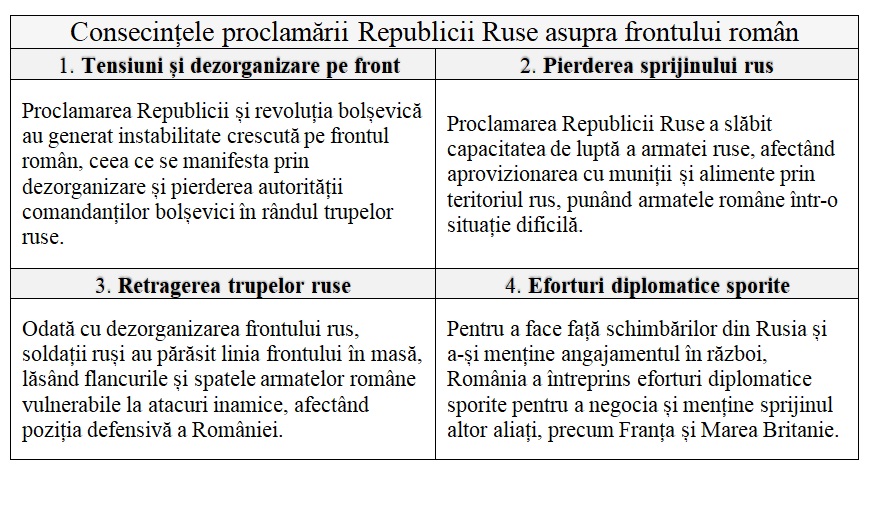 Consecințele proclamării Republicii Ruse asupra frontului român
1. Tensiuni și dezorganizare pe front
Proclamarea Republicii și revoluția bolșevică
au generat instabilitate crescută pe frontul
român, ceea ce se manifesta prin
dezorganizare și pierderea autorității
comandanților bolșevici în rândul trupelor
ruse.
2. Pierderea sprijinului rus
Proclamarea Republicii Ruse a slăbit
capacitatea de luptă a armatei ruse, afectând
aprovizionarea cu muniții și alimente prin
teritoriul rus, punând armatele române într-o
situație dificilă.
3. Retragerea trupelor ruse
Odată cu dezorganizarea frontului rus,
soldații ruși au părăsit linia frontului în masă,
lăsând flancurile și spatele armatelor române
vulnerabile la atacuri inamice, afectând
poziția defensivă a României.
4. Eforturi diplomatice sporite
Pentru a face față schimbărilor din Rusia și
a-și menține angajamentul în război,
România a întreprins eforturi diplomatice
sporite pentru a negocia și menține sprijinul
altor aliați, precum Franța și Marea Britanie.